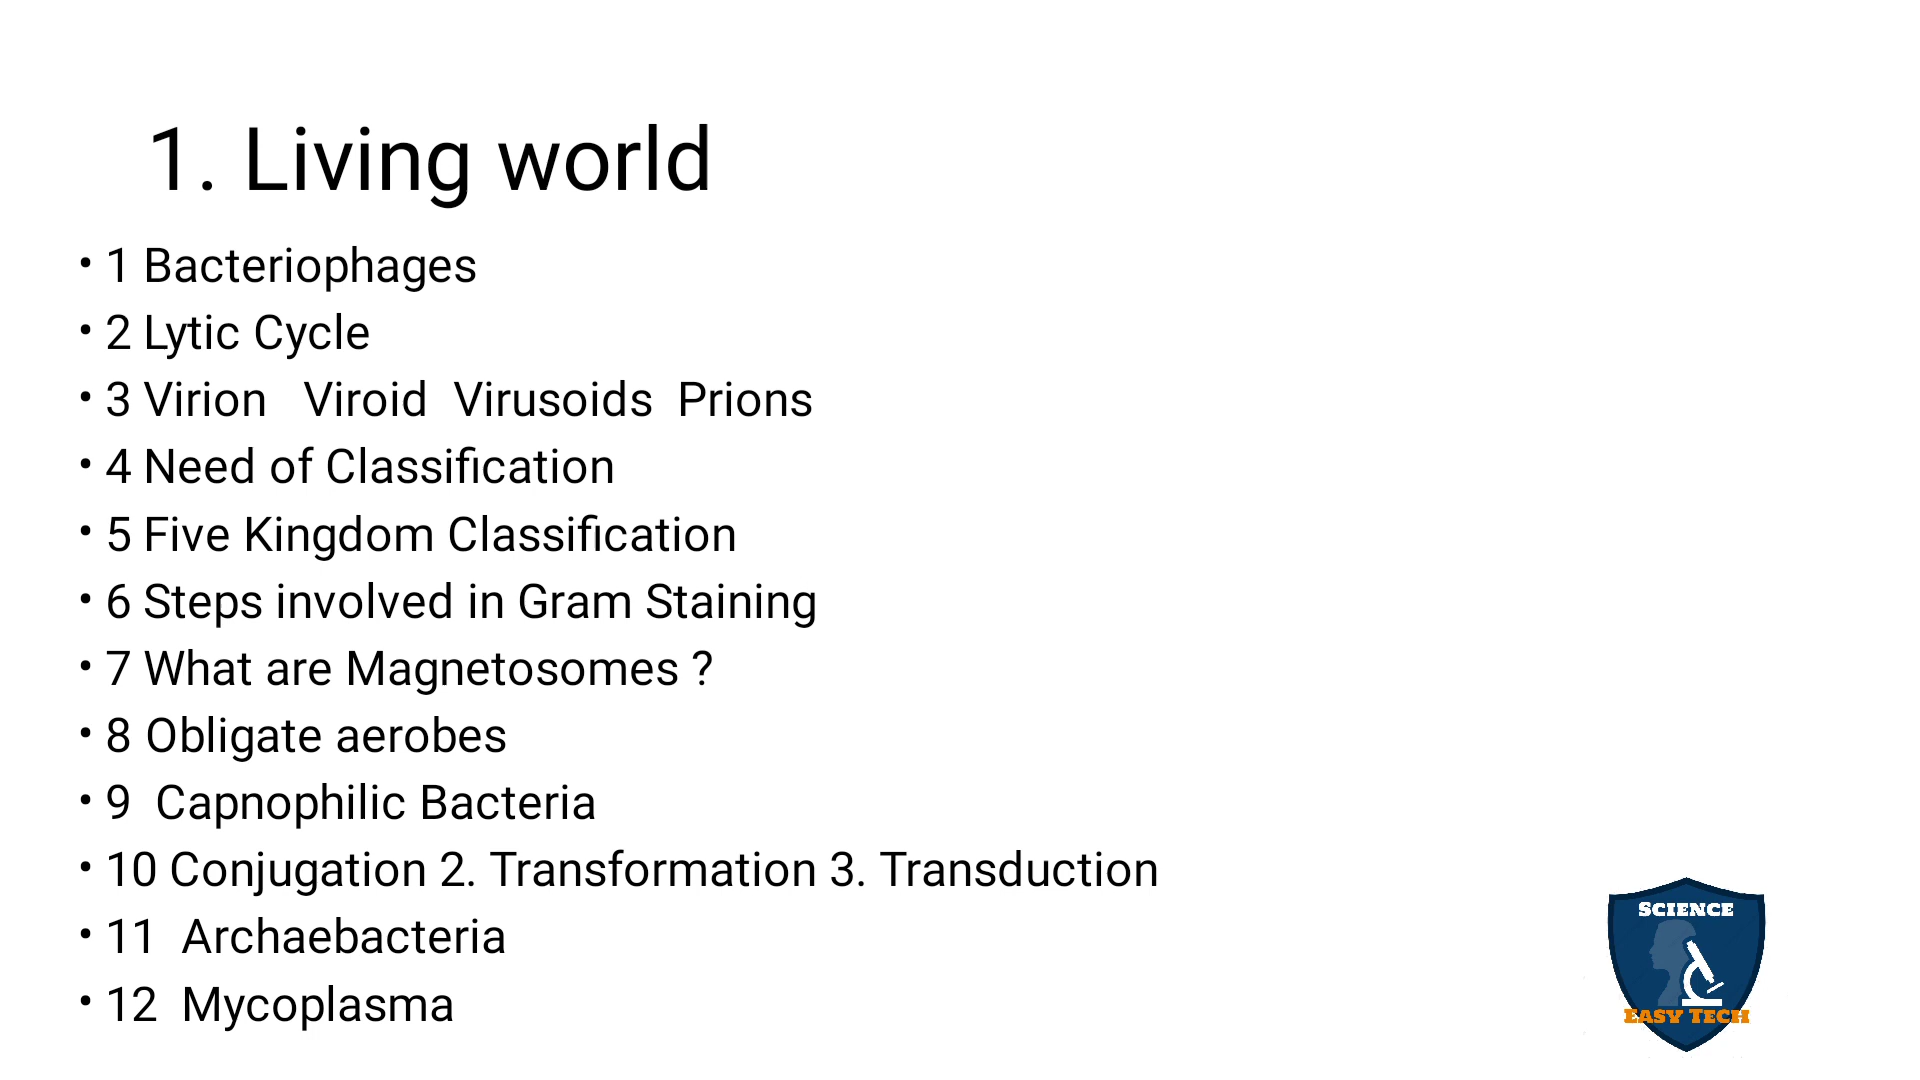 1. Living world
• 1 Bacteriophages
• 2 Lytic Cycle
• 3 Virion   Viroid  Virusoids  Prions
• 4 Need of Classification
• 5 Five Kingdom Classification
• 6 Steps involved in Gram Staining
• 7 What are Magnetosomes ?
• 8 Obligate aerobes
• 9  Capnophilic Bacteria
• 10 Conjugation 2. Transformation 3. Transduction
• 11  Archaebacteria
• 12  Mycoplasma
SCIENCE
EASY TECH